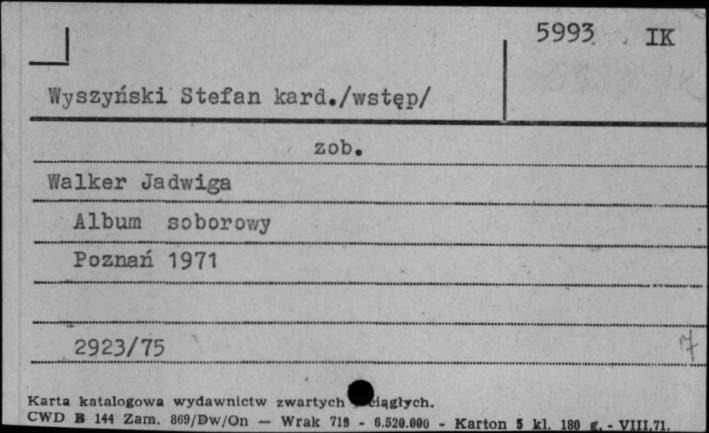 5993 IK
Wyszyński Stefan kard./wstęp/
zob.
Walker Jadwiga
Album soborowy
Poznań 1971
2923/75 7
Karta katalogowa wydawnictw zwartych ciągłych.
CWD B 144 Zam. 869/Dw/On — Wrak 719 - 6.520.000 - Karton 5 kl. 180 g. - VIII.71.